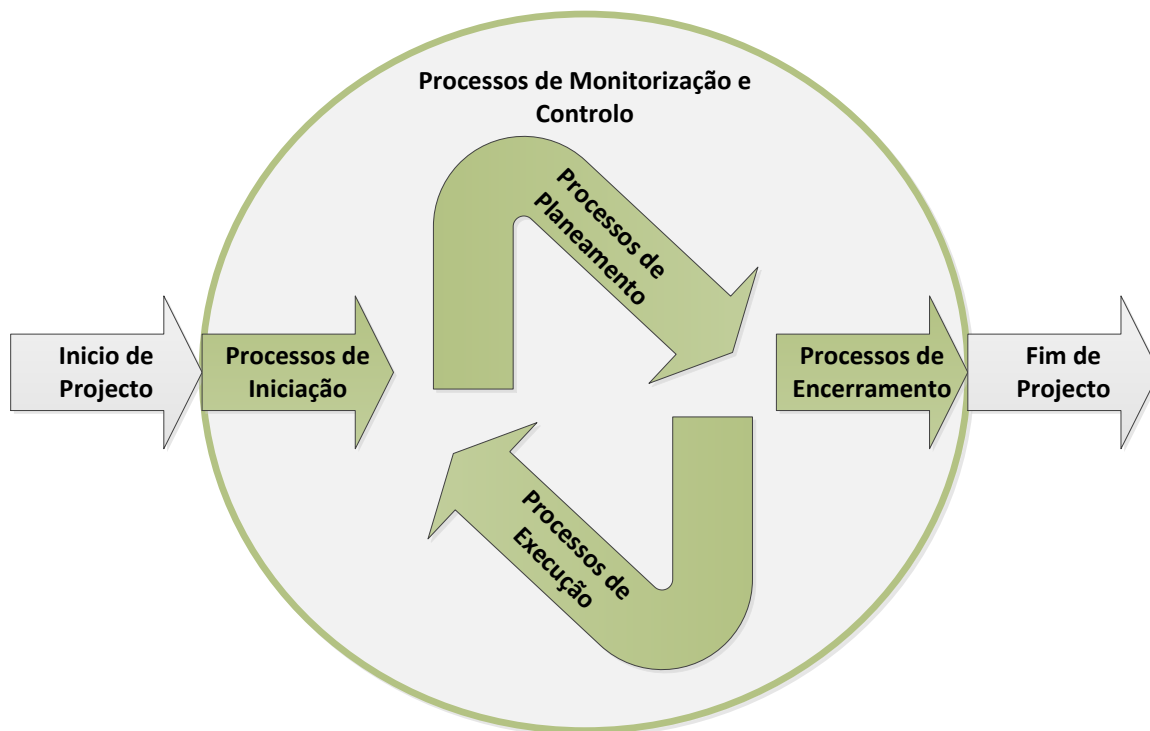 Processos de Monitorização e
Controlo
Processos de
Planeamento
Inicio de
Projecto
Processos de
Iniciação
Processos de
Encerramento
Fim de
Projecto
Processos de
Execução